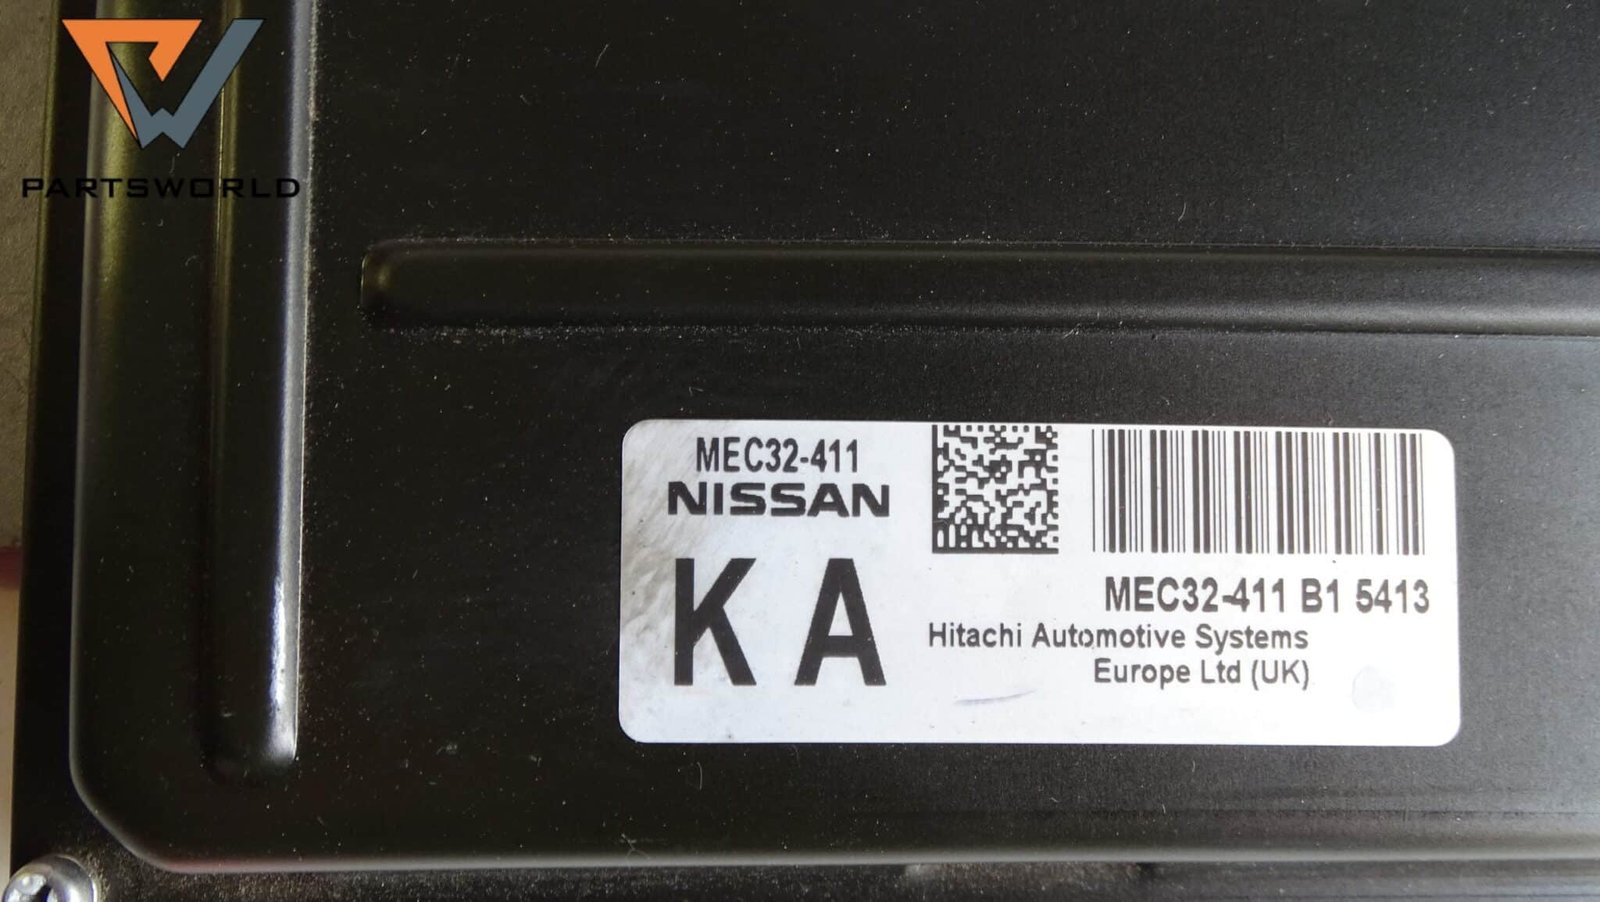 PARTSWORLD
MEC32-411
NISSAN
KA
MEC32-411 B1 5413
Hitachi Automotive Systems
Europe Ltd (UK)